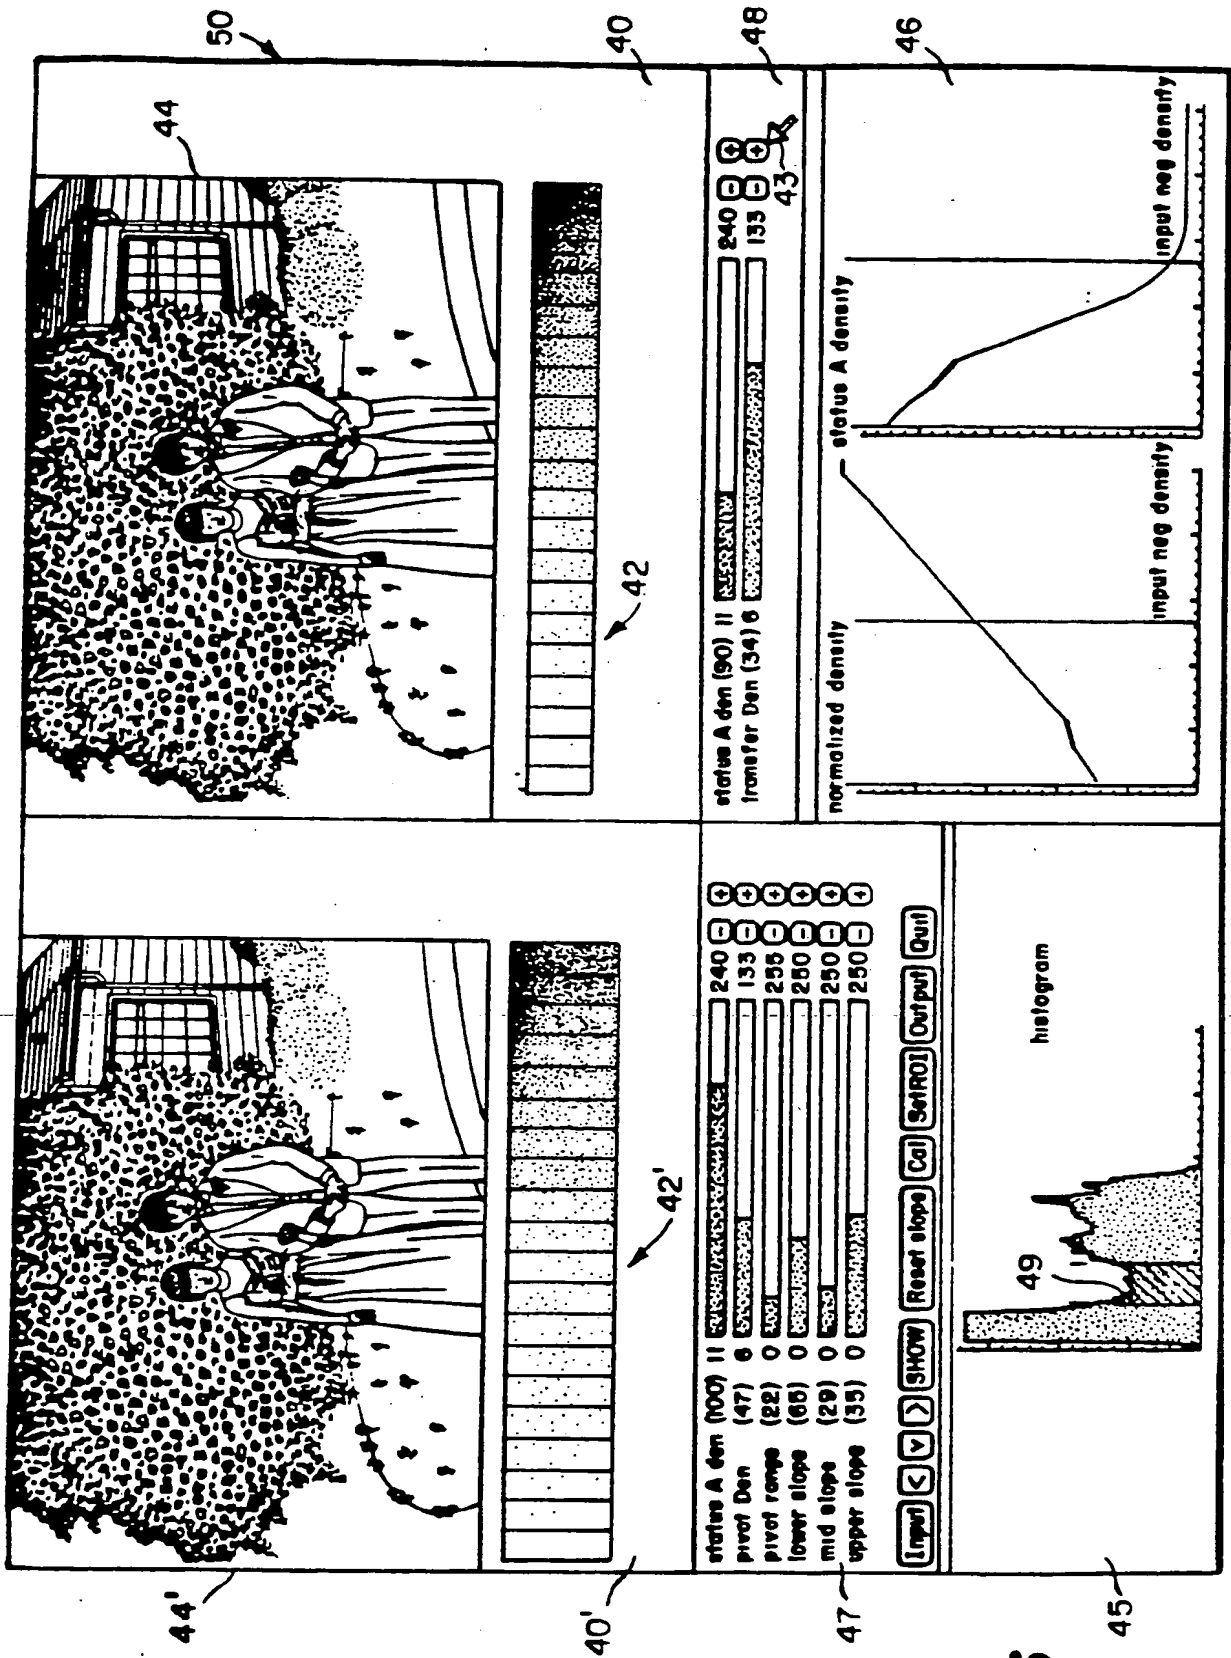 50
44
44'
40
40'
42
42'
status A den (100) 11 240 - +
pivot Den (47) 6 133 - +
pivot range (22) 0 255 - +
lower slope (65) 0 250 - +
mid slope (29) 0 250 - +
upper slope (35) 0 250 - +
47
Input < v > SHOW Reset slope Cal SetROI Output Quit
status A den (90) 11 240 - +
transfer Den (34) 6 133 - +
43
48
histogram
49
45
normalized density
input neg density
status A density
input neg density
46